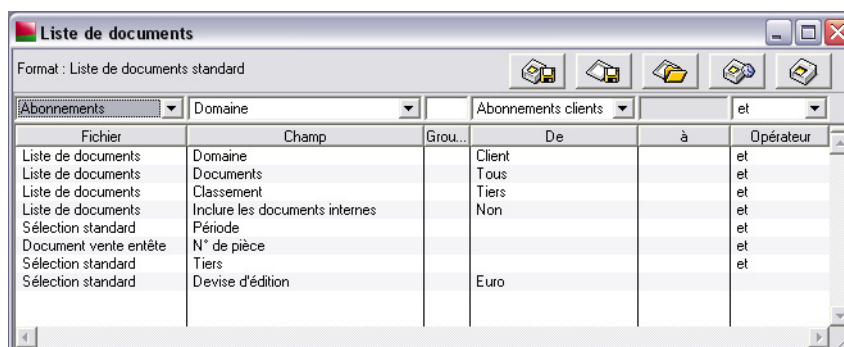 Liste de documents
Format : Liste de documents standard
Abonnements Domaine Abonnements clients et
Fichier Champ Grou... De à Opérateur
Liste de documents Domaine Client et
Liste de documents Documents Tous et
Liste de documents Classement Tiers et
Liste de documents Inclure les documents internes Non et
Sélection standard Période et
Document vente entête N° de pièce et
Sélection standard Tiers et
Sélection standard Devise d'édition Euro